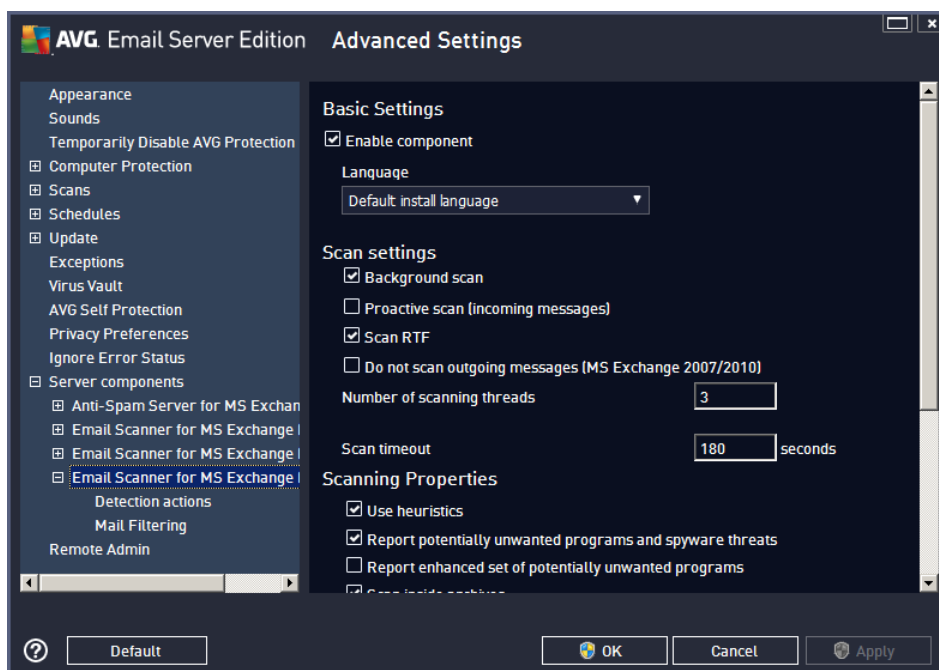 AVG. Email Server Edition Advanced Settings
Appearance
Sounds
Temporarily Disable AVG Protection
Computer Protection
Scans
Schedules
Update
Exceptions
Virus Vault
AVG Self Protection
Privacy Preferences
Ignore Error Status
Server components
Anti-Spam Server for MS Exchan
Email Scanner for MS Exchange
Email Scanner for MS Exchange
Email Scanner for MS Exchange
Detection actions
Mail Filtering
Remote Admin
Basic Settings
Enable component
Language
Default install language
Scan settings
Background scan
Proactive scan (incoming messages)
Scan RTF
Do not scan outgoing messages (MS Exchange 2007/2010)
Number of scanning threads 3
Scan timeout 180 seconds
Scanning Properties
Use heuristics
Report potentially unwanted programs and spyware threats
Report enhanced set of potentially unwanted programs
Scan inside archives
? Default OK Cancel Apply